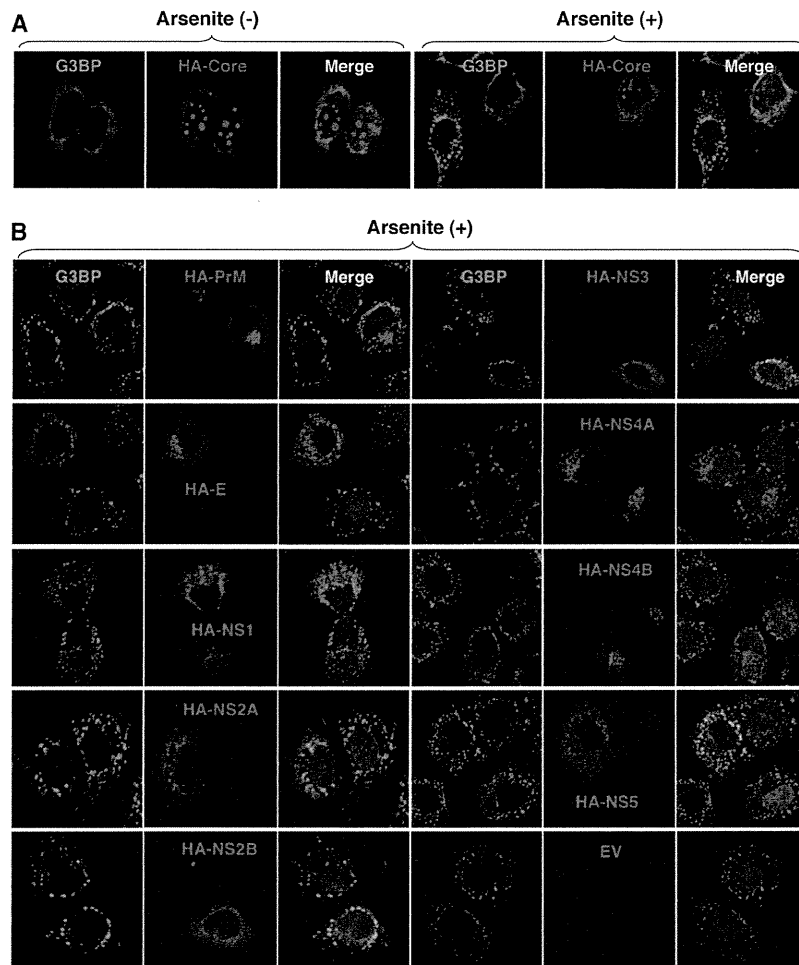 A
Arsenite (-)
Arsenite (+)
G3BP HA-Core Merge G3BP HA-Core Merge
B
Arsenite (+)
G3BP HA-PrM Merge G3BP HA-NS3 Merge
HA-E HA-NS4A
HA-NS1 HA-NS4B
HA-NS2A HA-NS5
HA-NS2B EV